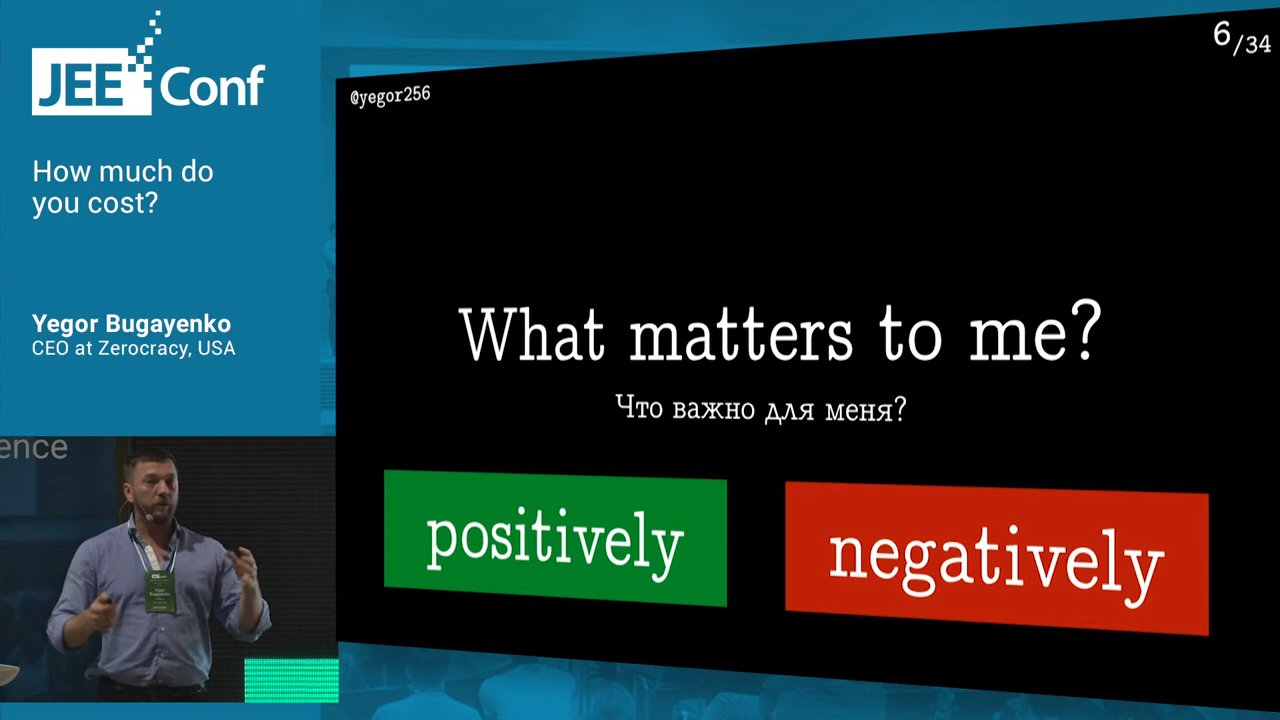 JEE Conf
How much do
you cost?
Yegor Bugayenko
CEO at Zerocracy, USA
ence
@yegor256
6/34
What matters to me?
Что важно для меня?
positively
negatively